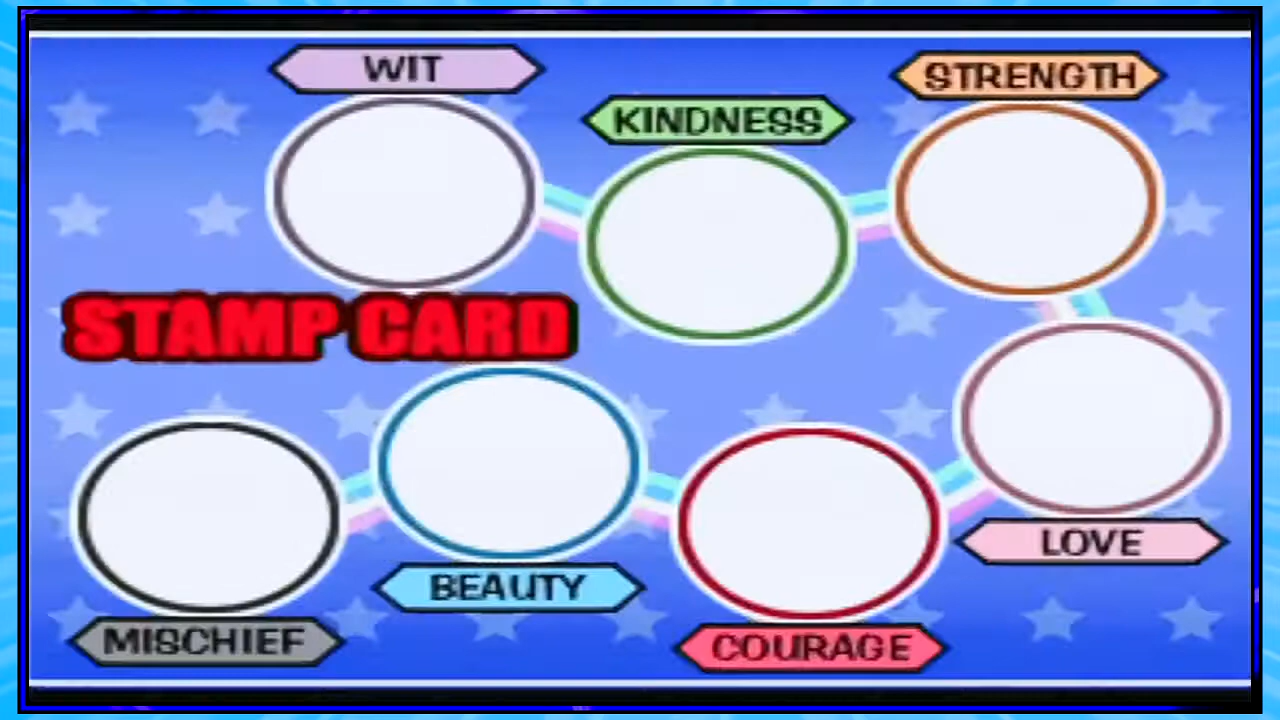 WIT
KINDNESS
STRENGTH
STAMP CARD
LOVE
BEAUTY
MISCHIEF
COURAGE